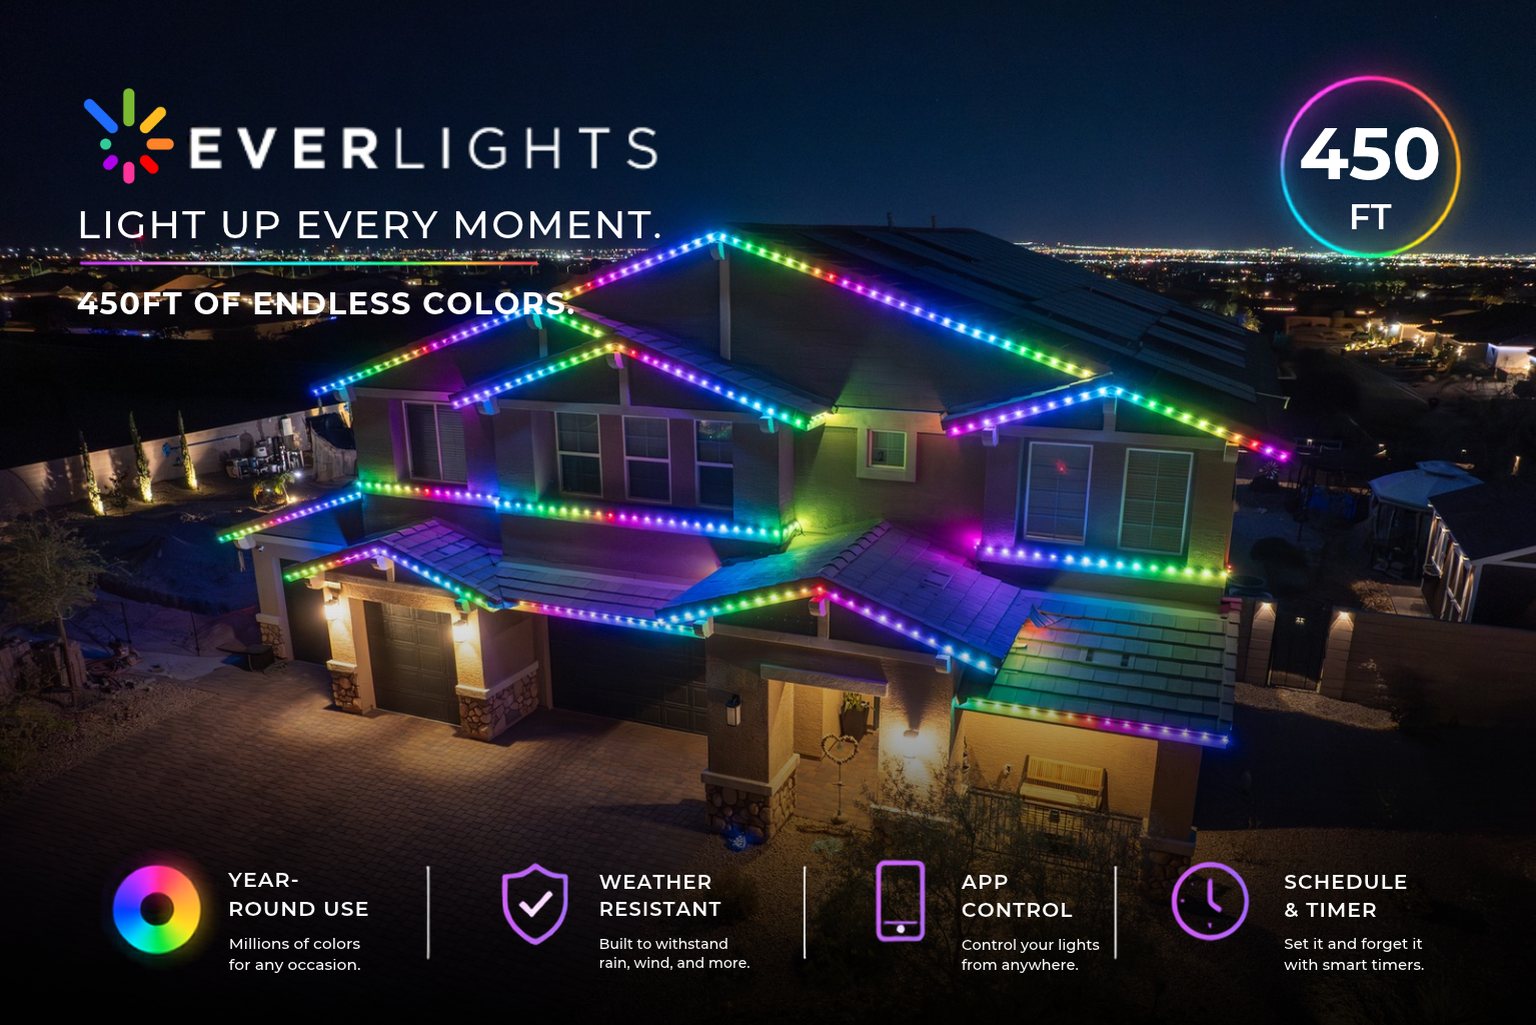 EVERLIGHTS
LIGHT UP EVERY MOMENT.
450FT OF ENDLESS COLORS.
450
FT
YEAR-
ROUND USE
Millions of colors
for any occasion.
WEATHER
RESISTANT
Built to withstand
rain, wind, and more.
APP
CONTROL
Control your lights
from anywhere.
SCHEDULE
& TIMER
Set it and forget it
with smart timers.